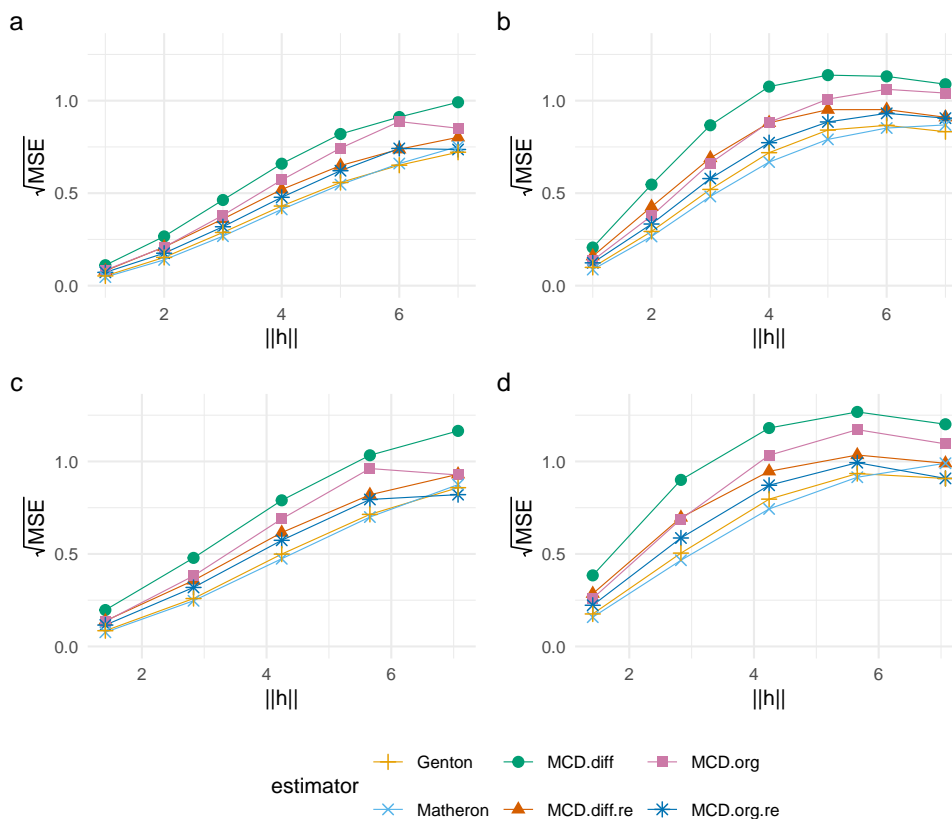 a
b
√MSE
1.0
0.5
0.0
2 4 6
||h||
√MSE
1.0
0.5
0.0
2 4 6
||h||
c
d
√MSE
1.0
0.5
0.0
2 4 6
||h||
√MSE
1.0
0.5
0.0
2 4 6
||h||
estimator
Genton MCD.diff MCD.org
Matheron MCD.diff.re MCD.org.re